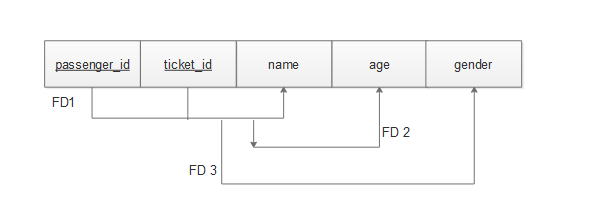 passenger_id ticket_id name age gender
FD1
FD 2
FD 3